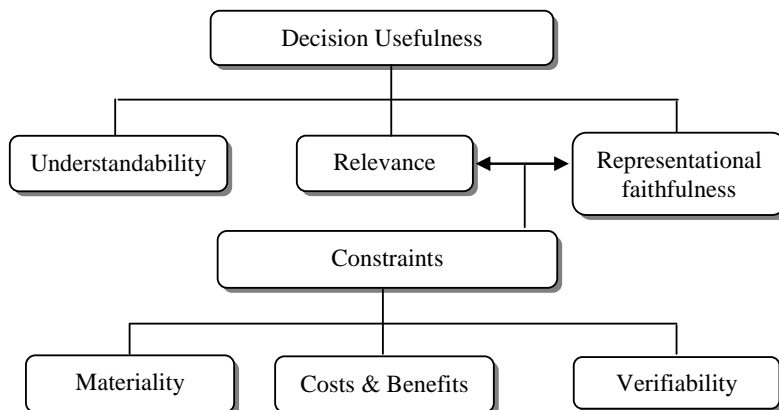 Decision Usefulness
Understandability
Relevance
Representational
faithfulness
Constraints
Materiality
Costs & Benefits
Verifiability